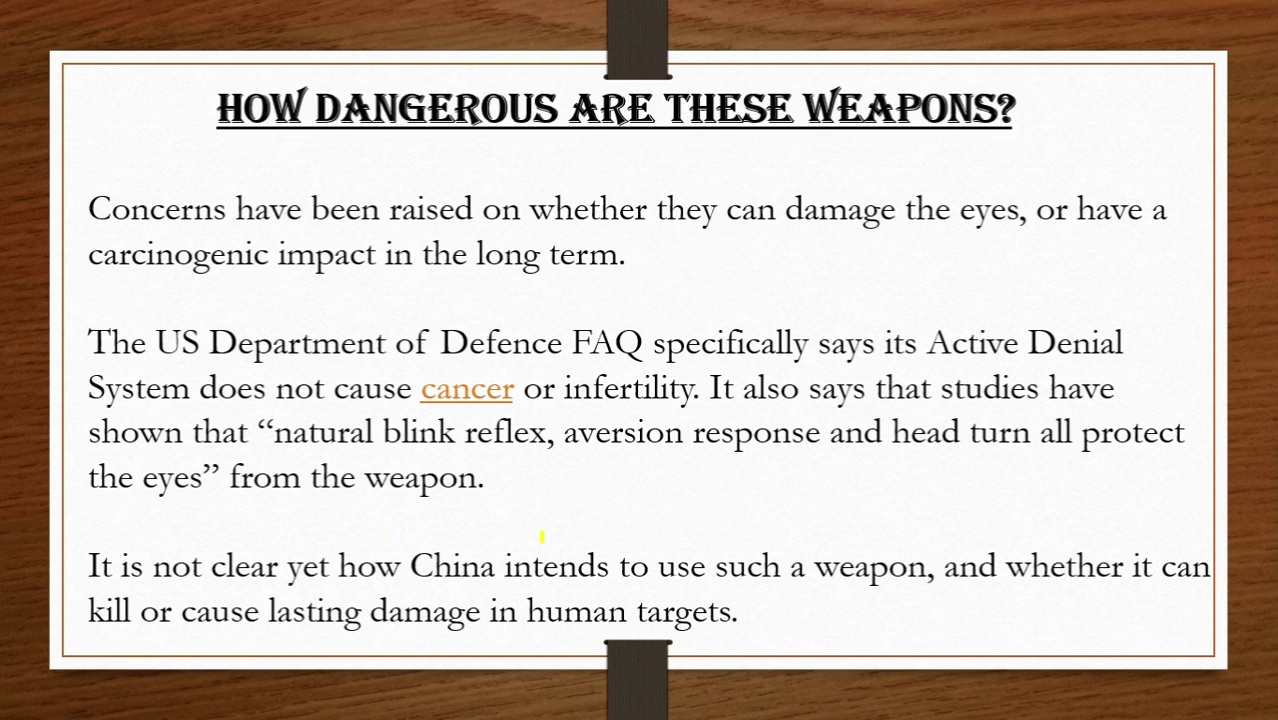 HOW DANGEROUS ARE THESE WEAPONS?
Concerns have been raised on whether they can damage the eyes, or have a
carcinogenic impact in the long term.
The US Department of Defence FAQ specifically says its Active Denial
System does not cause cancer or infertility. It also says that studies have
shown that “natural blink reflex, aversion response and head turn all protect
the eyes” from the weapon.
It is not clear yet how China intends to use such a weapon, and whether it can
kill or cause lasting damage in human targets.